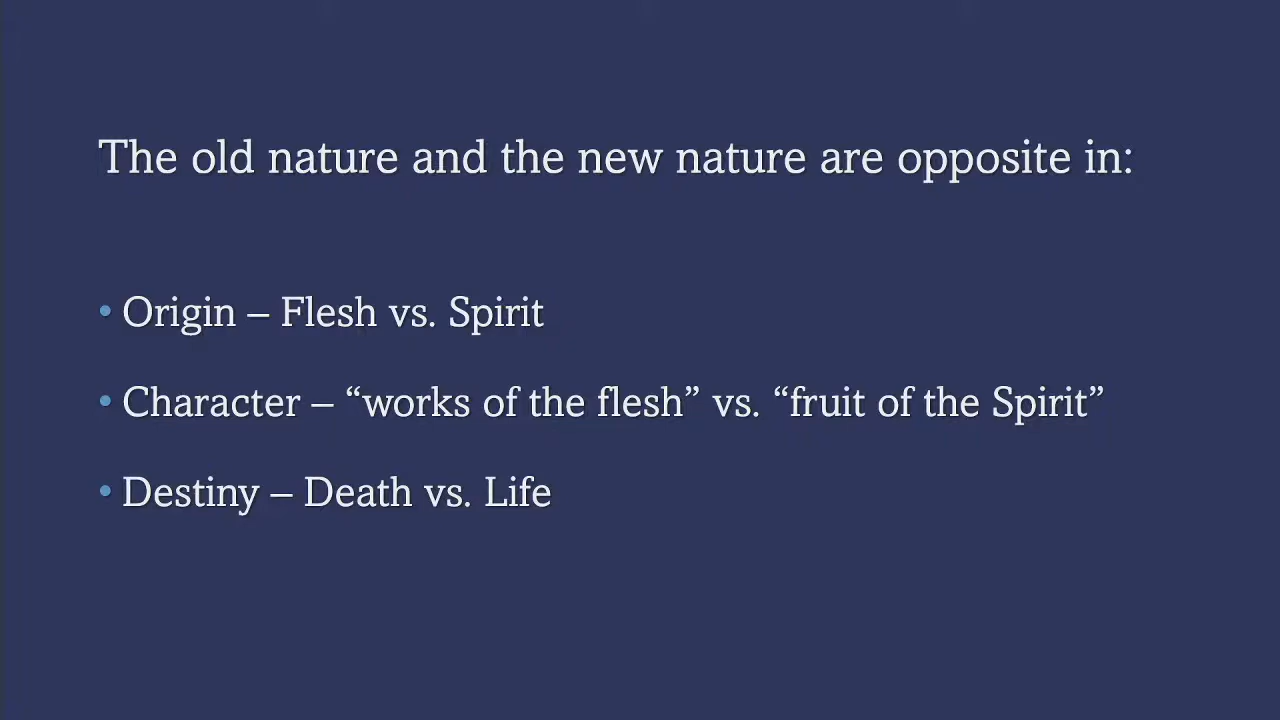 The old nature and the new nature are opposite in:
• Origin – Flesh vs. Spirit
• Character – “works of the flesh” vs. “fruit of the Spirit”
• Destiny – Death vs. Life